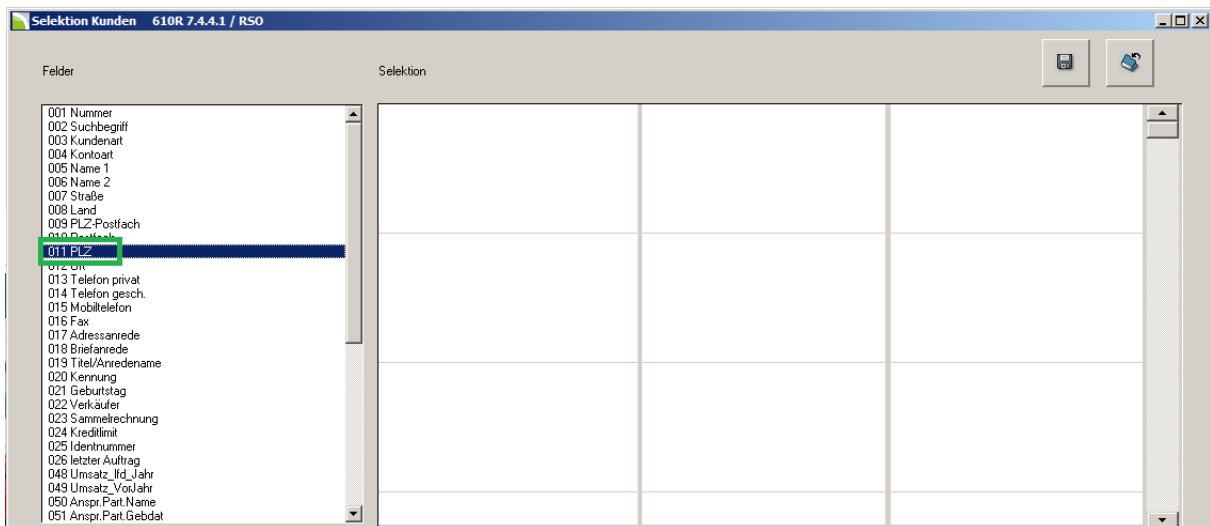 Selektion Kunden 610R 7.4.4.1 / RSO
Felder
Selektion
001 Nummer
002 Suchbegriff
003 Kundenart
004 Kontoart
005 Name 1
006 Name 2
007 Straße
008 Land
009 PLZ-Postfach
010 Postfach
011 PLZ
012 Ort
013 Telefon privat
014 Telefon gesch.
015 Mobiltelefon
016 Fax
017 Adressanrede
018 Briefanrede
019 Titel/Anredename
020 Kennung
021 Geburtstag
022 Verkäufer
023 Sammelrechnung
024 Kreditlimit
025 Identnummer
026 letzter Auftrag
048 Umsatz_lfd_Jahr
049 Umsatz_VorJahr
050 Anspr.Part.Name
051 Anspr.Part.Gebdat